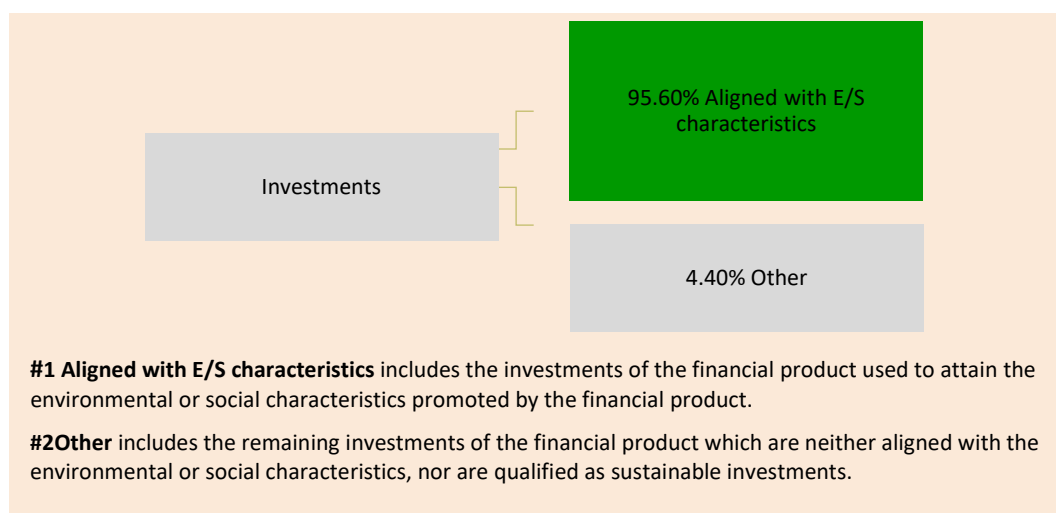 95.60% Aligned with E/S
characteristics
Investments
4.40% Other
#1 Aligned with E/S characteristics includes the investments of the financial product used to attain the
environmental or social characteristics promoted by the financial product.
#2Other includes the remaining investments of the financial product which are neither aligned with the
environmental or social characteristics, nor are qualified as sustainable investments.